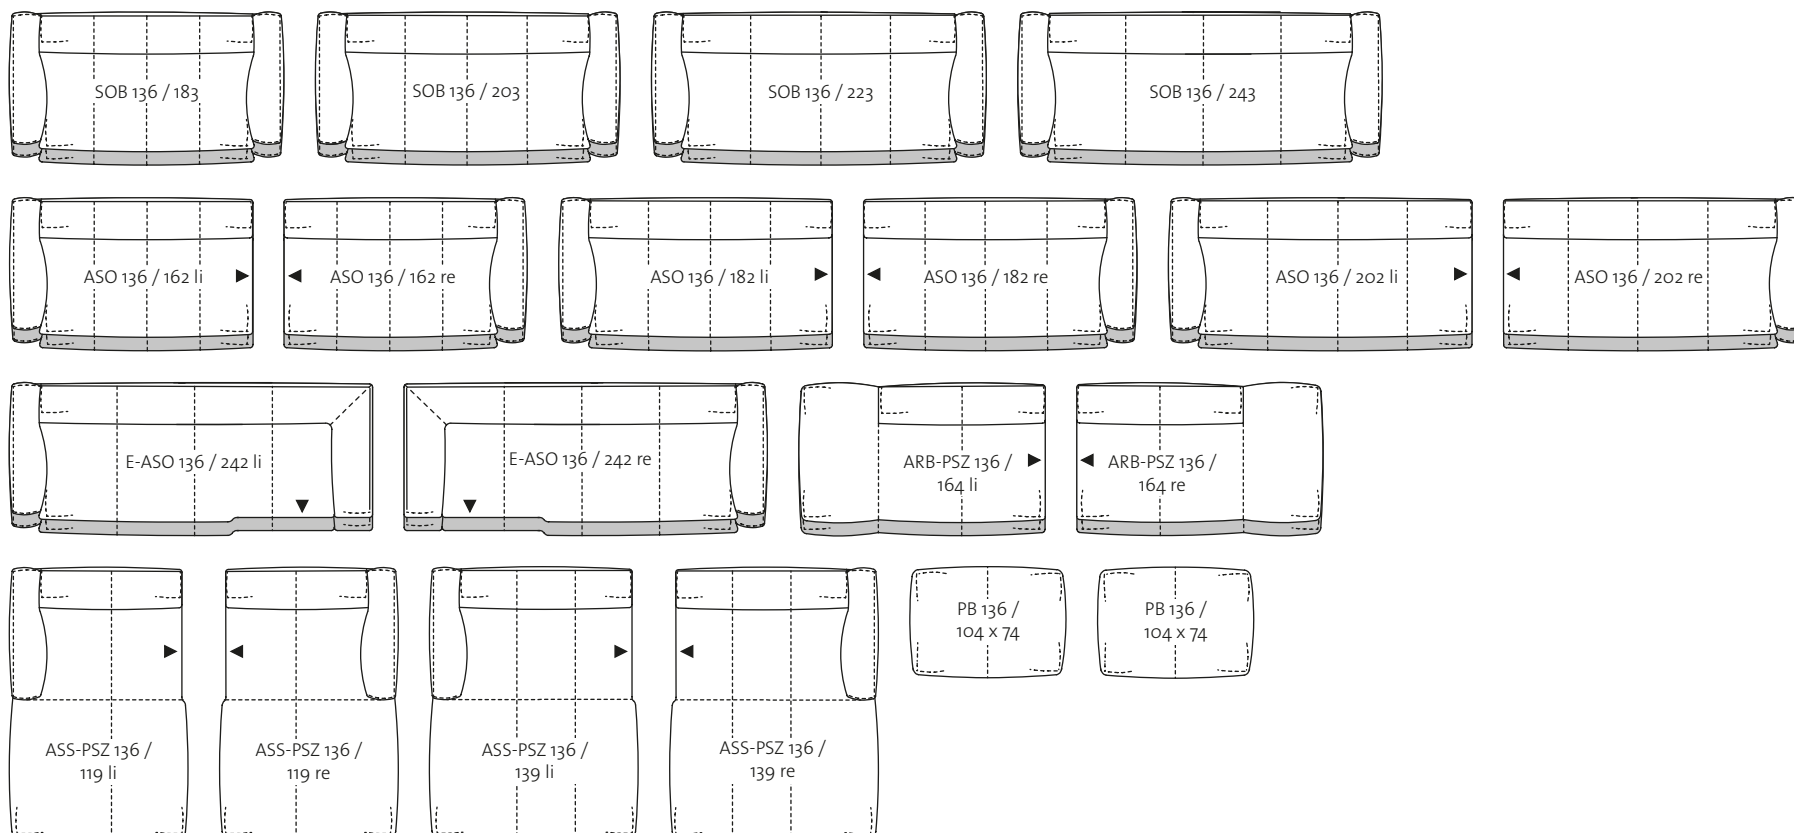 SOB 136 / 183
SOB 136 / 203
SOB 136 / 223
SOB 136 / 243
ASO 136 / 162 li
ASO 136 / 162 re
ASO 136 / 182 li
ASO 136 / 182 re
ASO 136 / 202 li
ASO 136 / 202 re
E-ASO 136 / 242 li
E-ASO 136 / 242 re
ARB-PSZ 136 /
164 li
ARB-PSZ 136 /
164 re
ASS-PSZ 136 /
119 li
ASS-PSZ 136 /
119 re
ASS-PSZ 136 /
139 li
ASS-PSZ 136 /
139 re
PB 136 /
104 x 74
PB 136 /
104 x 74